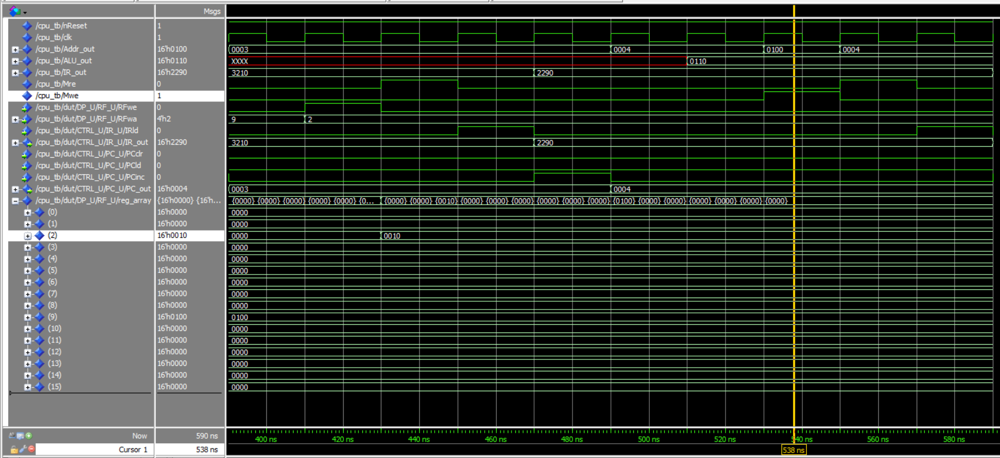 Msgs
/cpu_tb/nReset 1
/cpu_tb/clk 1
/cpu_tb/Addr_out 16'h0100 0003 0004 0100 0004
/cpu_tb/ALU_out 16'h0110 XXXX 0110
/cpu_tb/IR_out 16'h2290 3210 2290
/cpu_tb/Mre 0
/cpu_tb/Mwe 1
/cpu_tb/dut/DP_U/RF_U/RFwe 0
/cpu_tb/dut/DP_U/RF_U/RFwa 4'h2 9 2
/cpu_tb/dut/CTRL_U/IR_U/IRld 0
/cpu_tb/dut/CTRL_U/IR_U/IR_out 16'h2290 3210 2290
/cpu_tb/dut/CTRL_U/PC_U/PCclr 0
/cpu_tb/dut/CTRL_U/PC_U/PCld 0
/cpu_tb/dut/CTRL_U/PC_U/PCinc 0
/cpu_tb/dut/CTRL_U/PC_U/PC_out 16'h0004 0003 0004
/cpu_tb/dut/DP_U/RF_U/reg_array {16'h0000} {16'h... {0000} {0000} {0000} {0000} {0000} {0... {0000} {0000} {0010} {0000} {0000} {0000} {0000} {0000} {0000} {0100} {0000} {0000} {0000} {0000} {0000} {0000}
(0) 16'h0000 0000
(1) 16'h0000 0000
(2) 16'h0010 0000 0010
(3) 16'h0000 0000
(4) 16'h0000 0000
(5) 16'h0000 0000
(6) 16'h0000 0000
(7) 16'h0000 0000
(8) 16'h0000 0000
(9) 16'h0100 0100
(10) 16'h0000 0000
(11) 16'h0000 0000
(12) 16'h0000 0000
(13) 16'h0000 0000
(14) 16'h0000 0000
(15) 16'h0000 0000
Now 590 ns 400 ns 420 ns 440 ns 460 ns 480 ns 500 ns 520 ns 540 ns 560 ns 580 ns
Cursor 1 538 ns 538 ns